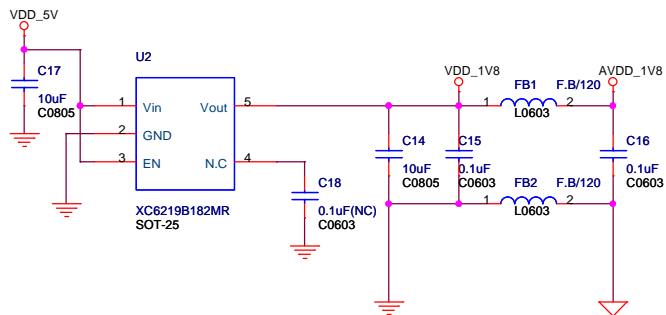 VDD_5V
U2
VDD_1V8
AVDD_1V8
C17
10uF
C0805
1 Vin
Vout 5
2 GND
3 EN
N.C 4
XC6219B182MR
SOT-25
C18
0.1uF(NC)
C0603
C14
10uF
C0805
C15
0.1uF
C0603
FB1 F.B/120
1 2
L0603
C16
0.1uF
C0603
FB2 F.B/120
1 2
L0603